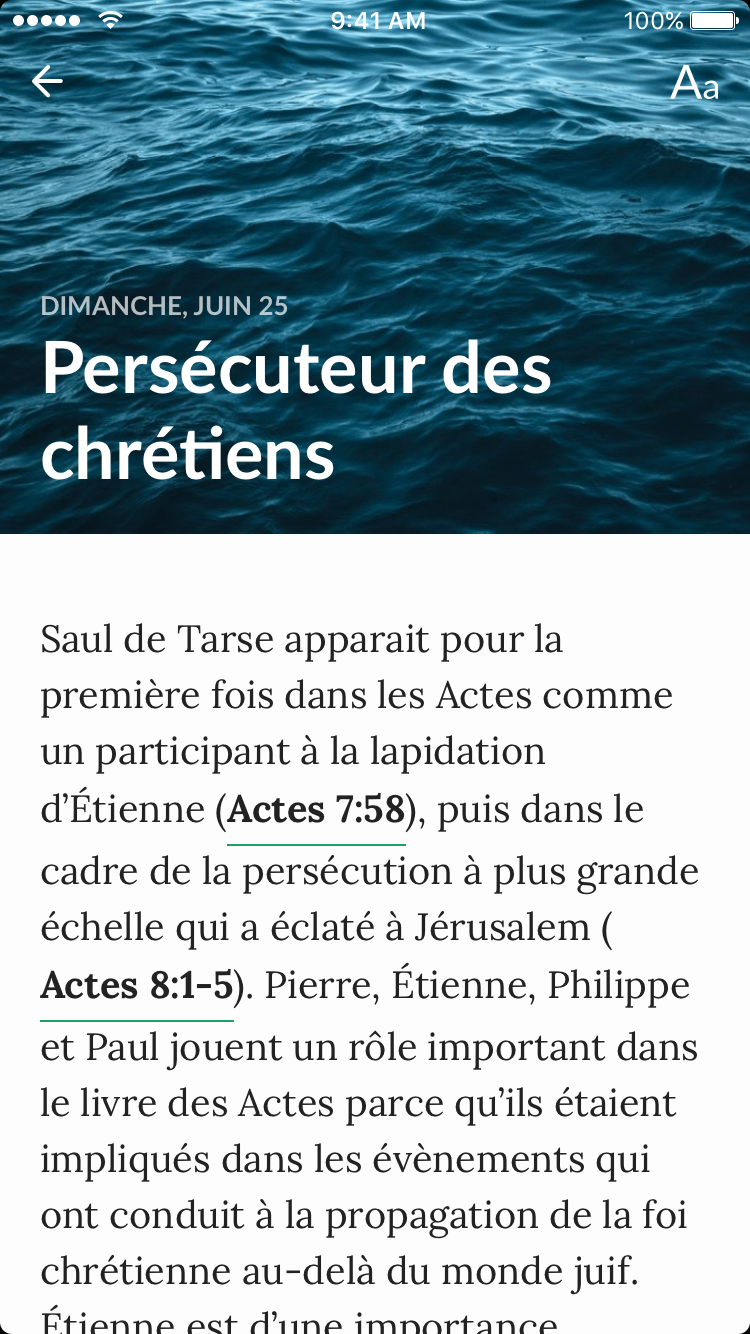 9:41 AM
100%
Aa
DIMANCHE, JUIN 25
Persécuteur des
chrétiens
Saul de Tarse apparait pour la
première fois dans les Actes comme
un participant à la lapidation
d’Étienne (Actes 7:58), puis dans le
cadre de la persécution à plus grande
échelle qui a éclaté à Jérusalem (
Actes 8:1-5). Pierre, Étienne, Philippe
et Paul jouent un rôle important dans
le livre des Actes parce qu’ils étaient
impliqués dans les évènements qui
ont conduit à la propagation de la foi
chrétienne au-delà du monde juif.
Étienne est d’une importance